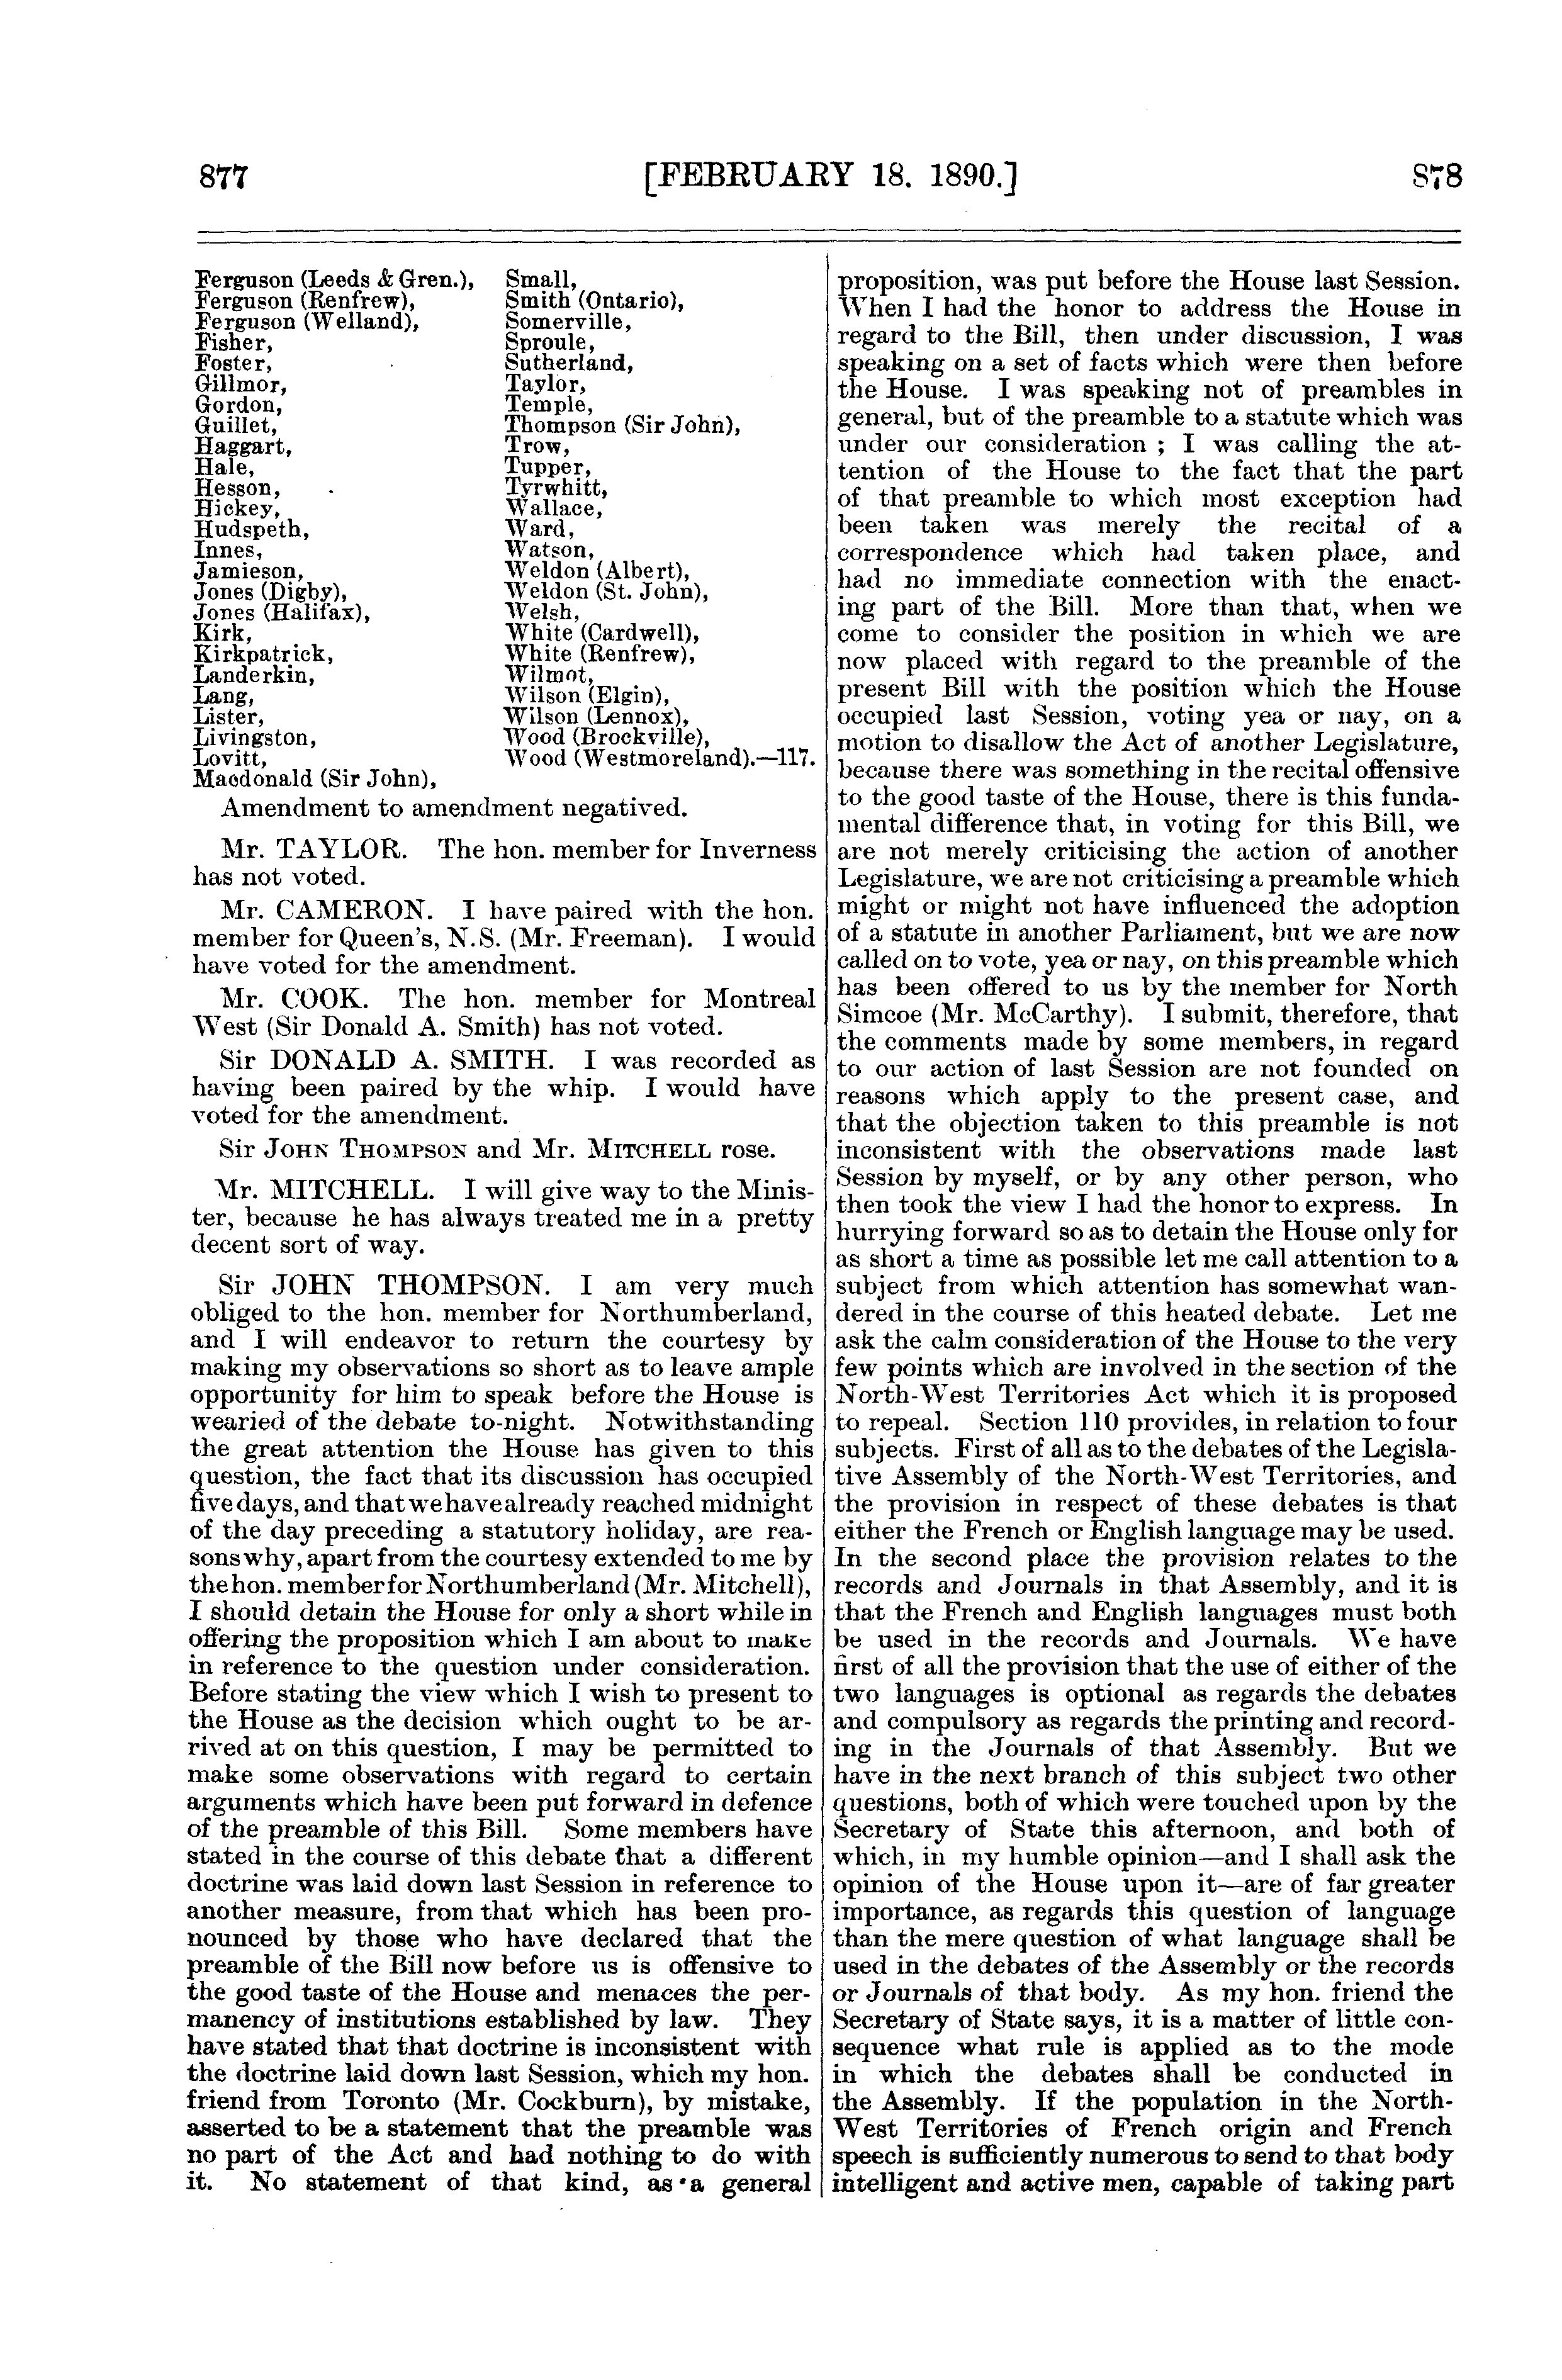 877 [FEBRUARY 18. 1890.] 878
Ferguson (Leeds & Gren.),
Ferguson (Renfrew),
Ferguson (Welland),
Fisher,
Foster,
Gillmor,
Gordon,
Guillet,
Haggart,
Hale,
Hesson,
Hickey,
Hudspeth,
Innes,
Jamieson,
Jones (Digby),
Jones (Halifax),
Kirk,
Kirkpatrick,
Landerkin,
Lang,
Lister,
Livingston,
Lovitt,
Macdonald (Sir John),
Small,
Smith (Ontario),
Somerville,
Sproule,
Sutherland,
Taylor,
Temple,
Thompson (Sir John),
Trow,
Tupper,
Tyrwhitt,
Wallace,
Ward,
Watson,
Weldon (Albert),
Weldon (St. John),
Welsh,
White (Cardwell),
White (Renfrew),
Wilmot,
Wilson (Elgin),
Wilson (Lennox),
Wood (Brockville),
Wood (Westmoreland).—117.
Amendment to amendment negatived.
Mr. TAYLOR. The hon. member for Inverness
has not voted.
Mr. CAMERON. I have paired with the hon.
member for Queen's, N.S. (Mr. Freeman). I would
have voted for the amendment.
Mr. COOK. The hon. member for Montreal
West (Sir Donald A. Smith) has not voted.
Sir DONALD A. SMITH. I was recorded as
having been paired by the whip. I would have
voted for the amendment.
Sir JOHN THOMPSON and Mr. MITCHELL rose.
Mr. MITCHELL. I will give way to the Minis-
ter, because he has always treated me in a pretty
decent sort of way.
Sir JOHN THOMPSON. I am very much
obliged to the hon. member for Northumberland,
and I will endeavor to return the courtesy by
making my observations so short as to leave ample
opportunity for him to speak before the House is
wearied of the debate to-night. Notwithstanding
the great attention the House has given to this
question, the fact that its discussion has occupied
five days, and that we have already reached midnight
of the day preceding a statutory holiday, are rea-
sons why, apart from the courtesy extended to me by
the hon. member for Northumberland (Mr. Mitchell),
I should detain the House for only a short while in
offering the proposition which I am about to make
in reference to the question under consideration.
Before stating the view which I wish to present to
the House as the decision which ought to be ar-
rived at on this question, I may be permitted to
make some observations with regard to certain
arguments which have been put forward in defence
of the preamble of this Bill. Some members have
stated in the course of this debate that a different
doctrine was laid down last Session in reference to
another measure, from that which has been pro-
nounced by those who have declared that the
preamble of the Bill now before us is offensive to
the good taste of the House and menaces the per-
manency of institutions established by law. They
have stated that that doctrine is inconsistent with
the doctrine laid down last Session, which my hon.
friend from Toronto (Mr. Cockburn), by mistake,
asserted to be a statement that the preamble was
no part of the Act and had nothing to do with
it. No statement of that kind, as a general
proposition, was put before the House last Session.
When I had the honor to address the House in
regard to the Bill, then under discussion, I was
speaking on a set of facts which were then before
the House. I was speaking not of preambles in
general, but of the preamble to a statute which was
under our consideration ; I was calling the at-
tention of the House to the fact that the part
of that preamble to which most exception had
been taken was merely the recital of a
correspondence which had taken place, and
had no immediate connection with the enact-
ing part of the Bill. More than that, when we
come to consider the position in which we are
now placed with regard to the preamble of the
present Bill with the position which the House
occupied last Session, voting yea or nay, on a
motion to disallow the Act of another Legislature,
because there was something in the recital offensive
to the good taste of the House, there is this funda-
mental difference that, in voting for this Bill, we
are not merely criticising the action of another
Legislature, we are not criticising a preamble which
might or might not have influenced the adoption
of a statute in another Parliament, but we are now
called on to vote, yea or nay, on this preamble which
has been offered to us by the member for North
Simcoe (Mr. McCarthy). I submit, therefore, that
the comments made by some members, in regard
to our action of last Session are not founded on
reasons which apply to the present case, and
that the objection taken to this preamble is not
inconsistent with the observations made last
Session by myself, or by any other person, who
then took the view I had the honor to express. In
hurrying forward so as to detain the House only for
as short a time as possible let me call attention to a
subject from which attention has somewhat wan-
dered in the course of this heated debate. Let me
ask the calm consideration of the House to the very
few points which are involved in the section of the
North-West Territories Act which it is proposed
to repeal. Section 110 provides, in relation to four
subjects. First of all as to the debates of the Legisla-
tive Assembly of the North-West Territories, and
the provision in respect of these debates is that
either the French or English language may be used.
In the second place the provision relates to the
records and Journals in that Assembly, and it is
that the French and English languages must both
be used in the records and Journals. We have
first of all the provision that the use of either of the
two languages is optional as regards the debates
and compulsory as regards the printing and record-
ing in the Journals of that Assembly. But we
have in the next branch of this subject two other
questions, both of which were touched upon by the
Secretary of State this afternoon, and both of
which, in my humble opinion—and I shall ask the
opinion of the House upon it—are of far greater
importance, as regards this question of language
than the mere question of what language shall be
used in the debates of the Assembly or the records
or Journals of that body. As my hon. friend the
Secretary of State says, it is a matter of little con-
sequence what rule is applied as to the mode
in which the debates shall be conducted in
the Assembly. If the population in the North-
West Territories of French origin and French
speech is sufficiently numerous to send to that body
intelligent and active men, capable of taking part